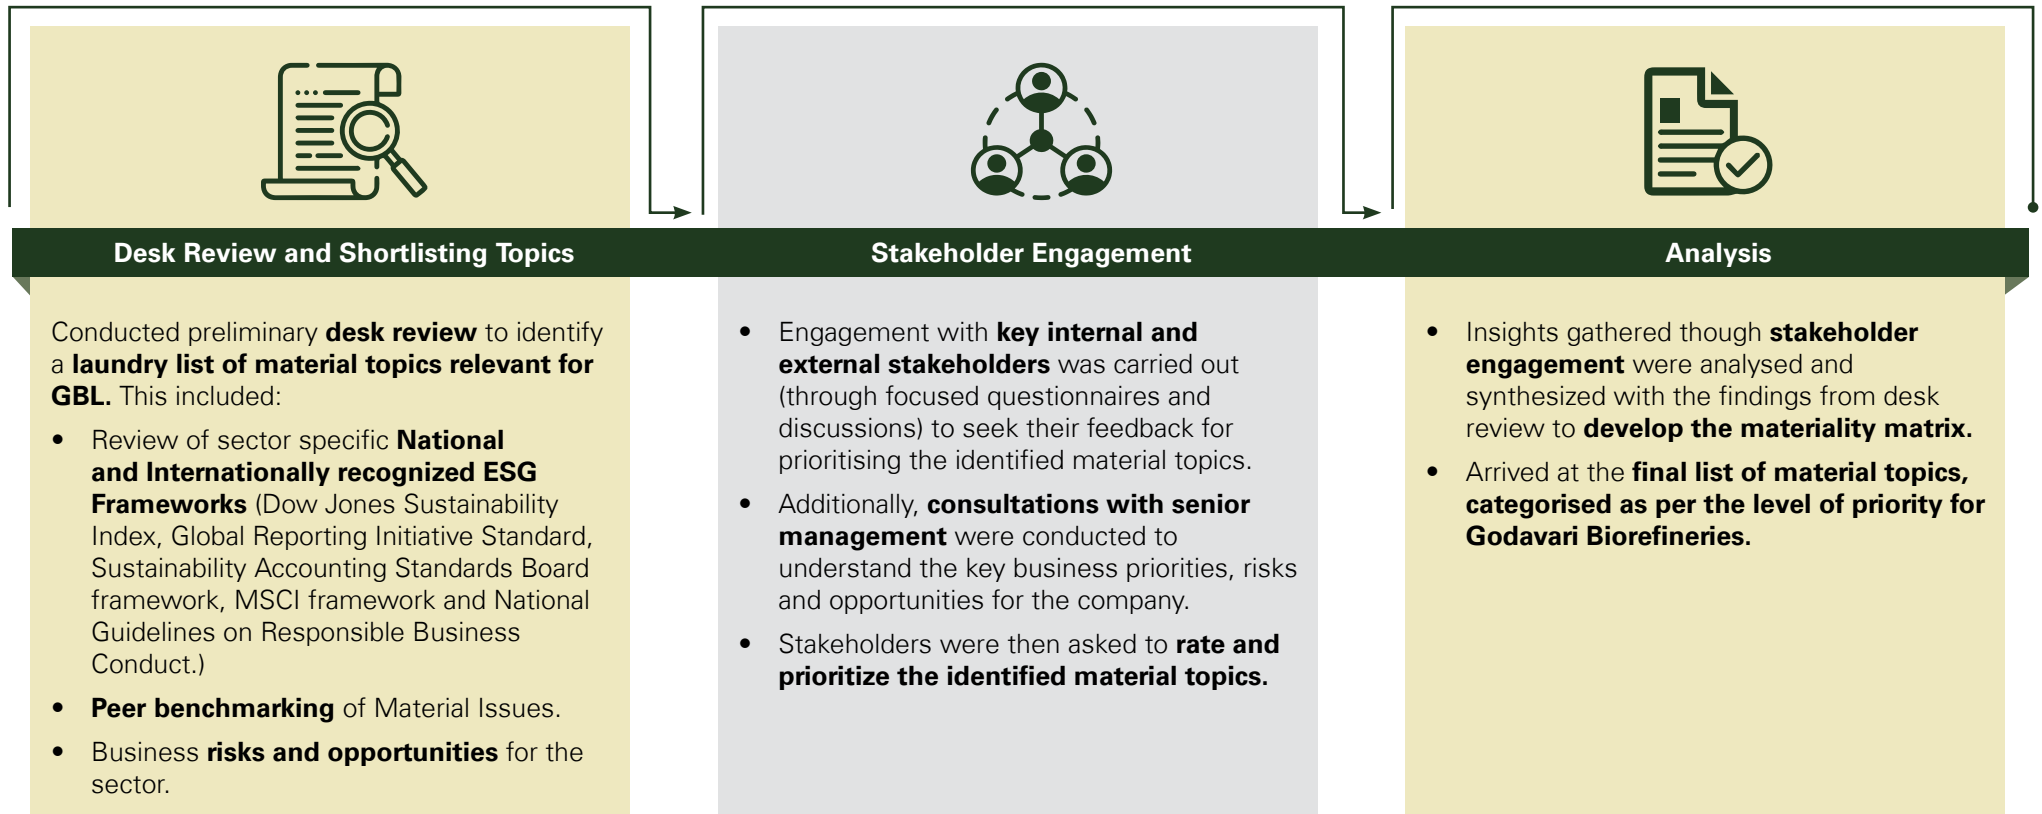 Desk Review and Shortlisting Topics
Conducted preliminary desk review to identify
a laundry list of material topics relevant for
GBL. This included:
• Review of sector specific National
and Internationally recognized ESG
Frameworks (Dow Jones Sustainability
Index, Global Reporting Initiative Standard,
Sustainability Accounting Standards Board
framework, MSCI framework and National
Guidelines on Responsible Business
Conduct.)
• Peer benchmarking of Material Issues.
• Business risks and opportunities for the
sector.
Stakeholder Engagement
• Engagement with key internal and
external stakeholders was carried out
(through focused questionnaires and
discussions) to seek their feedback for
prioritising the identified material topics.
• Additionally, consultations with senior
management were conducted to
understand the key business priorities, risks
and opportunities for the company.
• Stakeholders were then asked to rate and
prioritize the identified material topics.
Analysis
• Insights gathered though stakeholder
engagement were analysed and
synthesized with the findings from desk
review to develop the materiality matrix.
• Arrived at the final list of material topics,
categorised as per the level of priority for
Godavari Biorefineries.